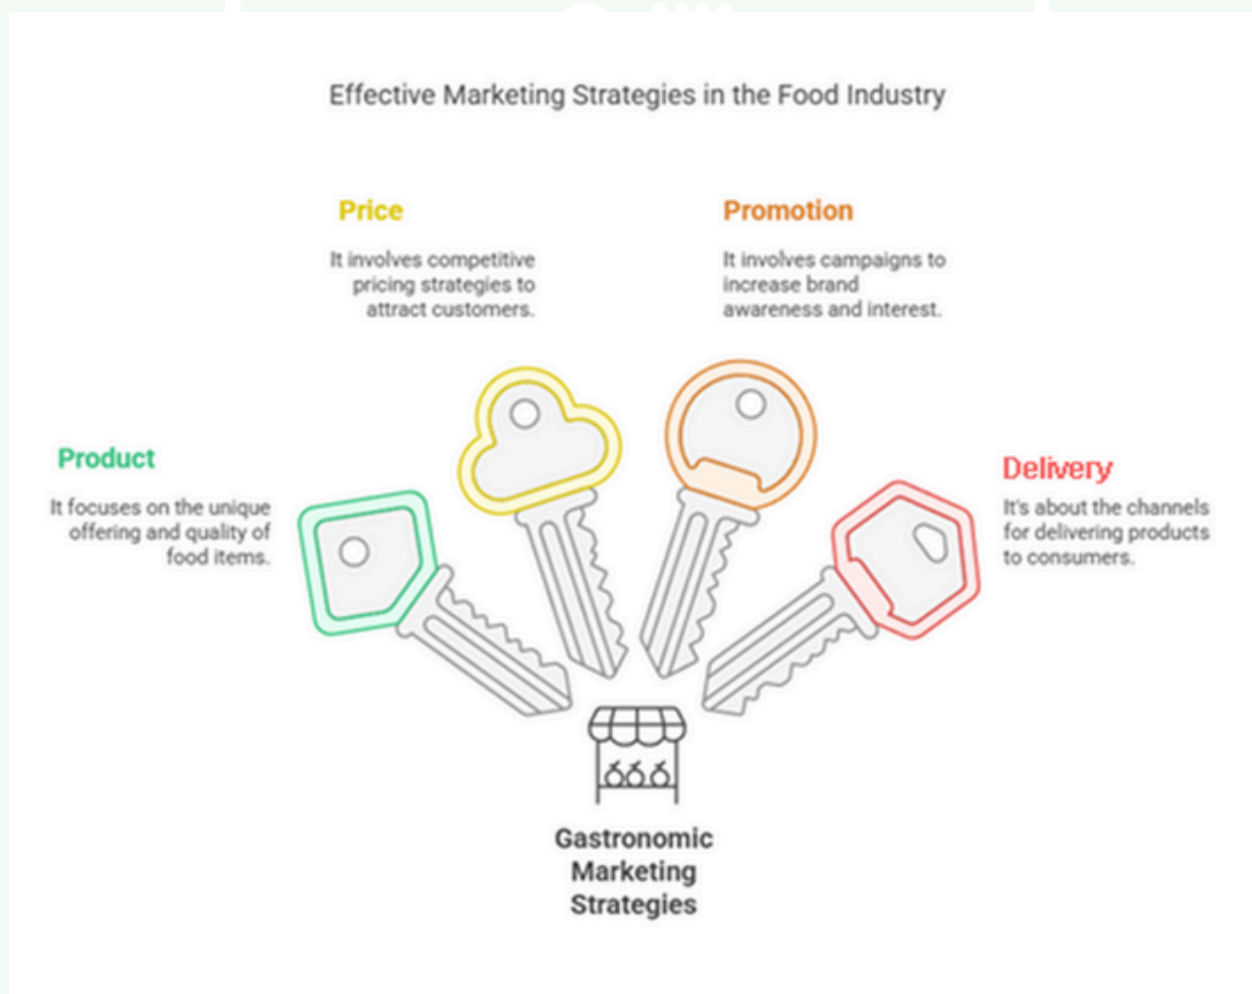 Effective Marketing Strategies in the Food Industry
Price
It involves competitive
pricing strategies to
attract customers.
Promotion
It involves campaigns to
increase brand
awareness and interest.
Product
It focuses on the unique
offering and quality of
food items.
Delivery
It's about the channels
for delivering products
to consumers.
Gastronomic
Marketing
Strategies